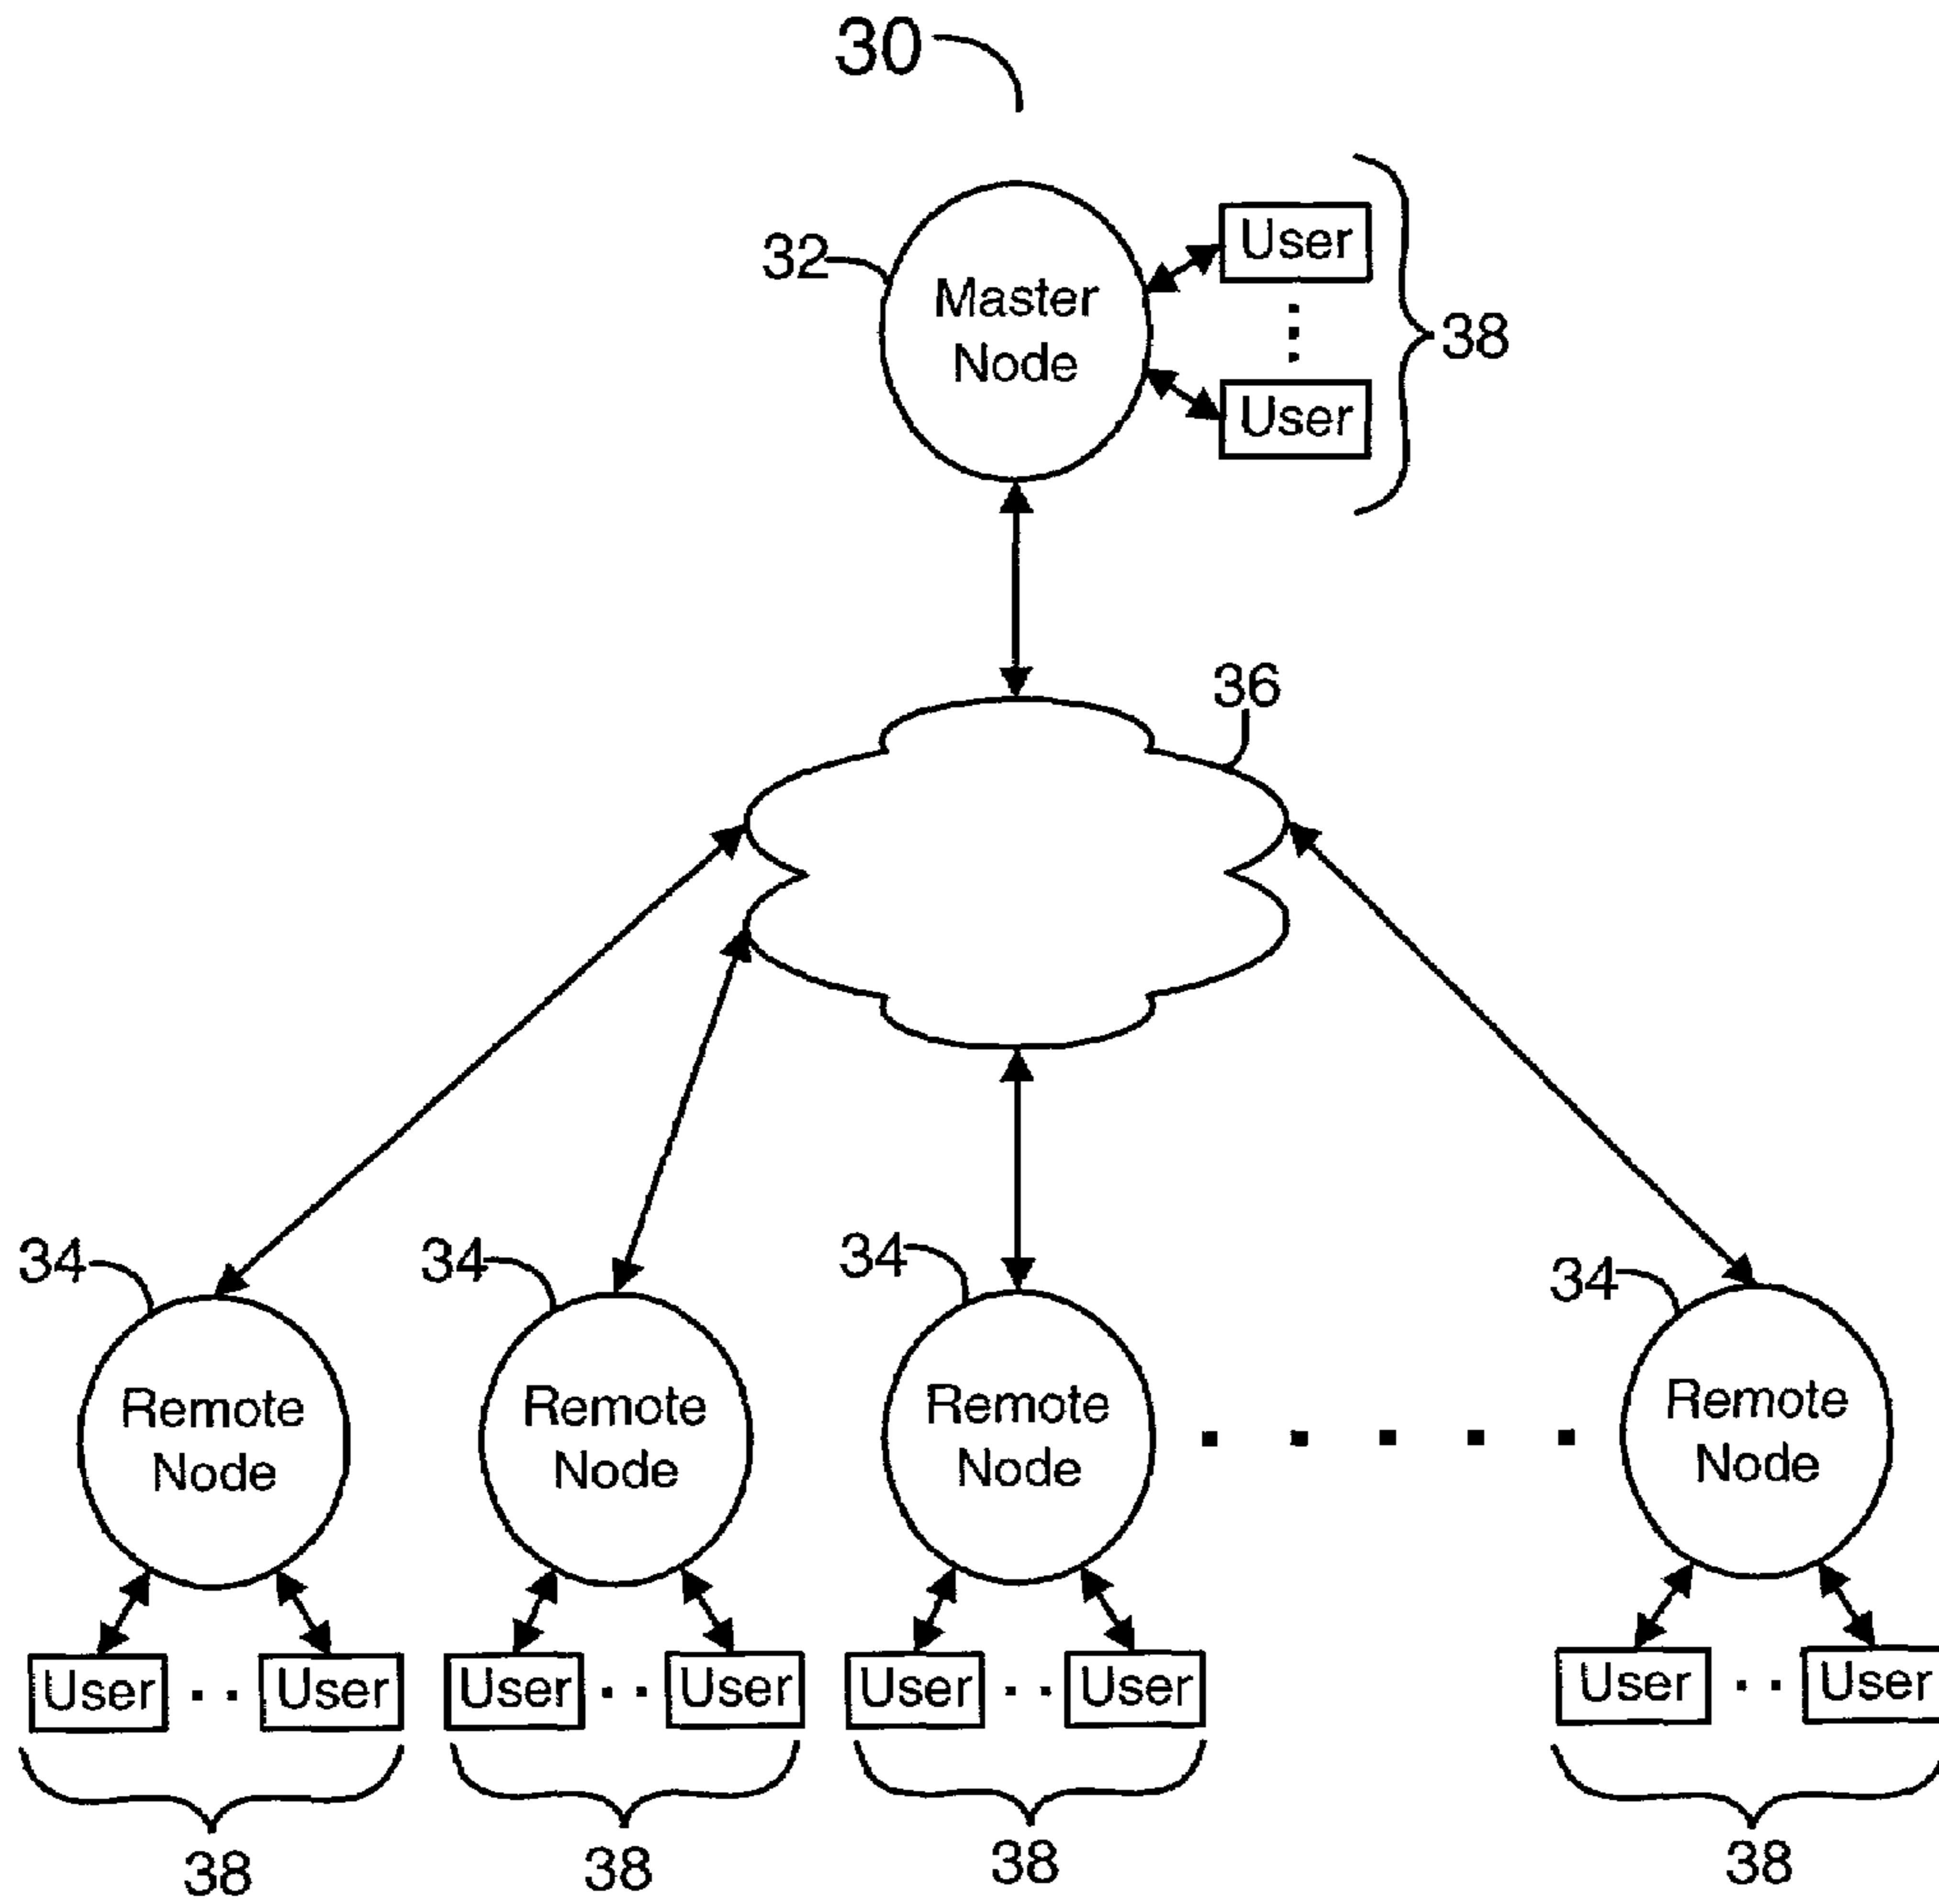 30
32
Master
Node
User
User
38
36
34
34
34
34
Remote
Node
Remote
Node
Remote
Node
Remote
Node
User
User
User
User
User
User
User
User
38
38
38
38